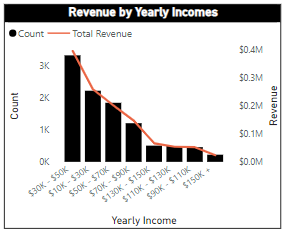 Revenue by Yearly Incomes
Count Total Revenue
3K
2K
1K
0K
Count
$0.4M
$0.3M
$0.2M
$0.1M
$0.0M
Revenue
$30K - $50K
$10K - $30K
$50K - $70K
$70K - $90K
$130K - $150K
$110K - $130K
$90K - $110K
$150K +
Yearly Income